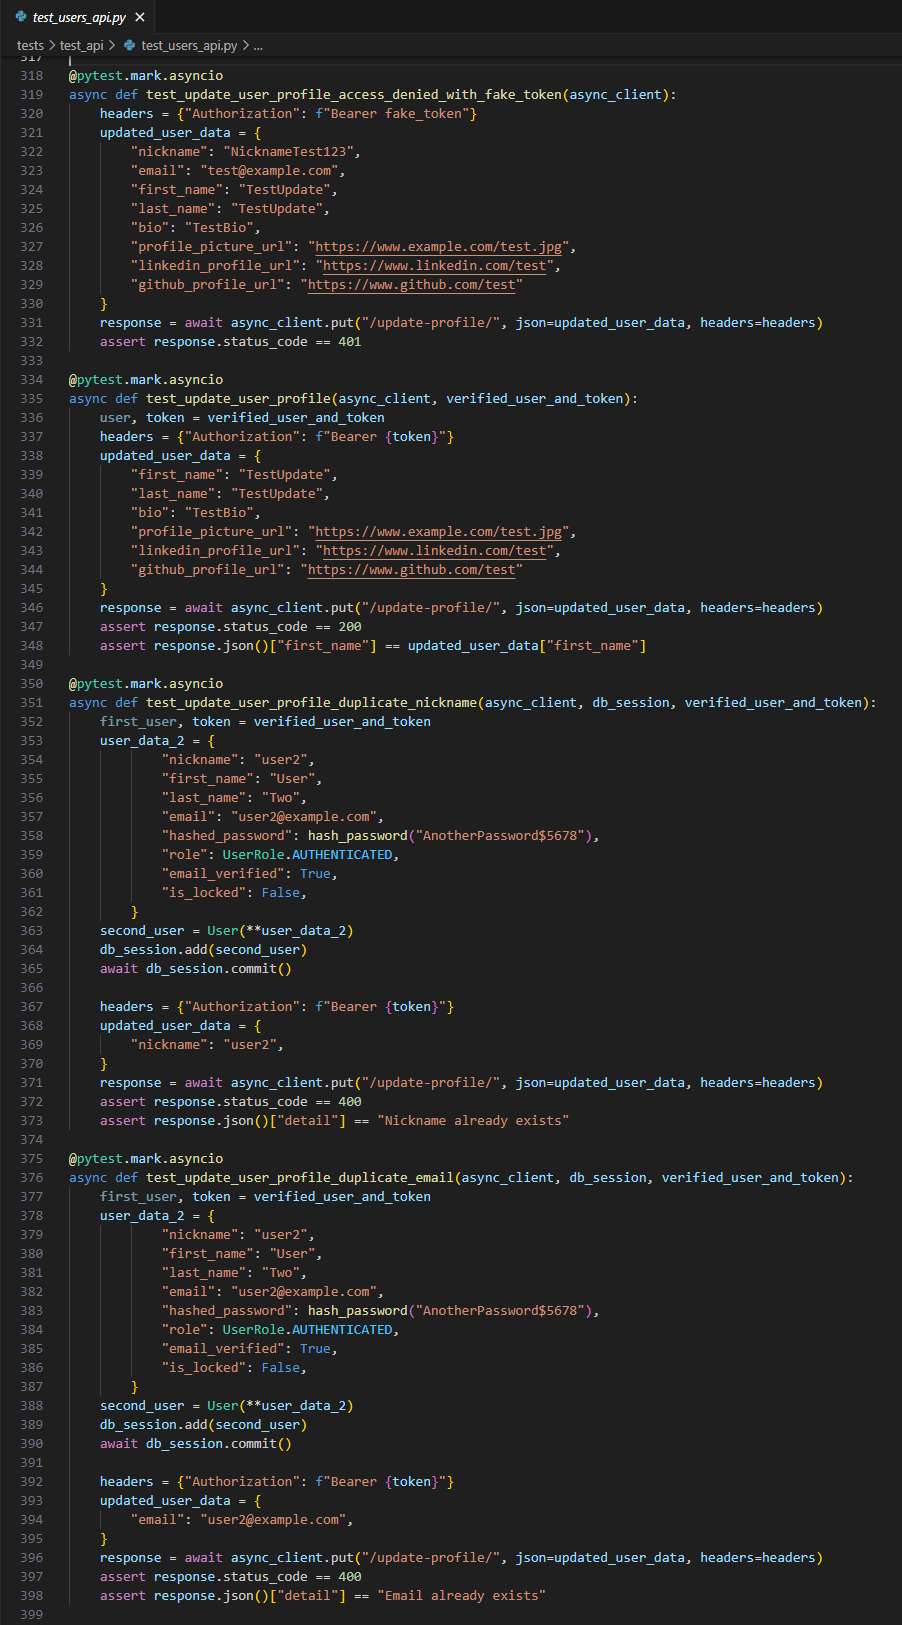 test_users_api.py ×
tests > test_api > test_users_api.py > ...
317
318 @pytest.mark.asyncio
319 async def test_update_user_profile_access_denied_with_fake_token(async_client):
320     headers = {"Authorization": f"Bearer fake_token"}
321     updated_user_data = {
322         "nickname": "NicknameTest123",
323         "email": "test@example.com",
324         "first_name": "TestUpdate",
325         "last_name": "TestUpdate",
326         "bio": "TestBio",
327         "profile_picture_url": "https://www.example.com/test.jpg",
328         "linkedin_profile_url": "https://www.linkedin.com/test",
329         "github_profile_url": "https://www.github.com/test"
330     }
331     response = await async_client.put("/update-profile/", json=updated_user_data, headers=headers)
332     assert response.status_code == 401
333
334 @pytest.mark.asyncio
335 async def test_update_user_profile(async_client, verified_user_and_token):
336     user, token = verified_user_and_token
337     headers = {"Authorization": f"Bearer {token}"}
338     updated_user_data = {
339         "first_name": "TestUpdate",
340         "last_name": "TestUpdate",
341         "bio": "TestBio",
342         "profile_picture_url": "https://www.example.com/test.jpg",
343         "linkedin_profile_url": "https://www.linkedin.com/test",
344         "github_profile_url": "https://www.github.com/test"
345     }
346     response = await async_client.put("/update-profile/", json=updated_user_data, headers=headers)
347     assert response.status_code == 200
348     assert response.json()["first_name"] == updated_user_data["first_name"]
349
350 @pytest.mark.asyncio
351 async def test_update_user_profile_duplicate_nickname(async_client, db_session, verified_user_and_token):
352     first_user, token = verified_user_and_token
353     user_data_2 = {
354             "nickname": "user2",
355             "first_name": "User",
356             "last_name": "Two",
357             "email": "user2@example.com",
358             "hashed_password": hash_password("AnotherPassword$5678"),
359             "role": UserRole.AUTHENTICATED,
360             "email_verified": True,
361             "is_locked": False,
362         }
363     second_user = User(**user_data_2)
364     db_session.add(second_user)
365     await db_session.commit()
366
367     headers = {"Authorization": f"Bearer {token}"}
368     updated_user_data = {
369         "nickname": "user2",
370     }
371     response = await async_client.put("/update-profile/", json=updated_user_data, headers=headers)
372     assert response.status_code == 400
373     assert response.json()["detail"] == "Nickname already exists"
374
375 @pytest.mark.asyncio
376 async def test_update_user_profile_duplicate_email(async_client, db_session, verified_user_and_token):
377     first_user, token = verified_user_and_token
378     user_data_2 = {
379             "nickname": "user2",
380             "first_name": "User",
381             "last_name": "Two",
382             "email": "user2@example.com",
383             "hashed_password": hash_password("AnotherPassword$5678"),
384             "role": UserRole.AUTHENTICATED,
385             "email_verified": True,
386             "is_locked": False,
387         }
388     second_user = User(**user_data_2)
389     db_session.add(second_user)
390     await db_session.commit()
391
392     headers = {"Authorization": f"Bearer {token}"}
393     updated_user_data = {
394         "email": "user2@example.com",
395     }
396     response = await async_client.put("/update-profile/", json=updated_user_data, headers=headers)
397     assert response.status_code == 400
398     assert response.json()["detail"] == "Email already exists"
399